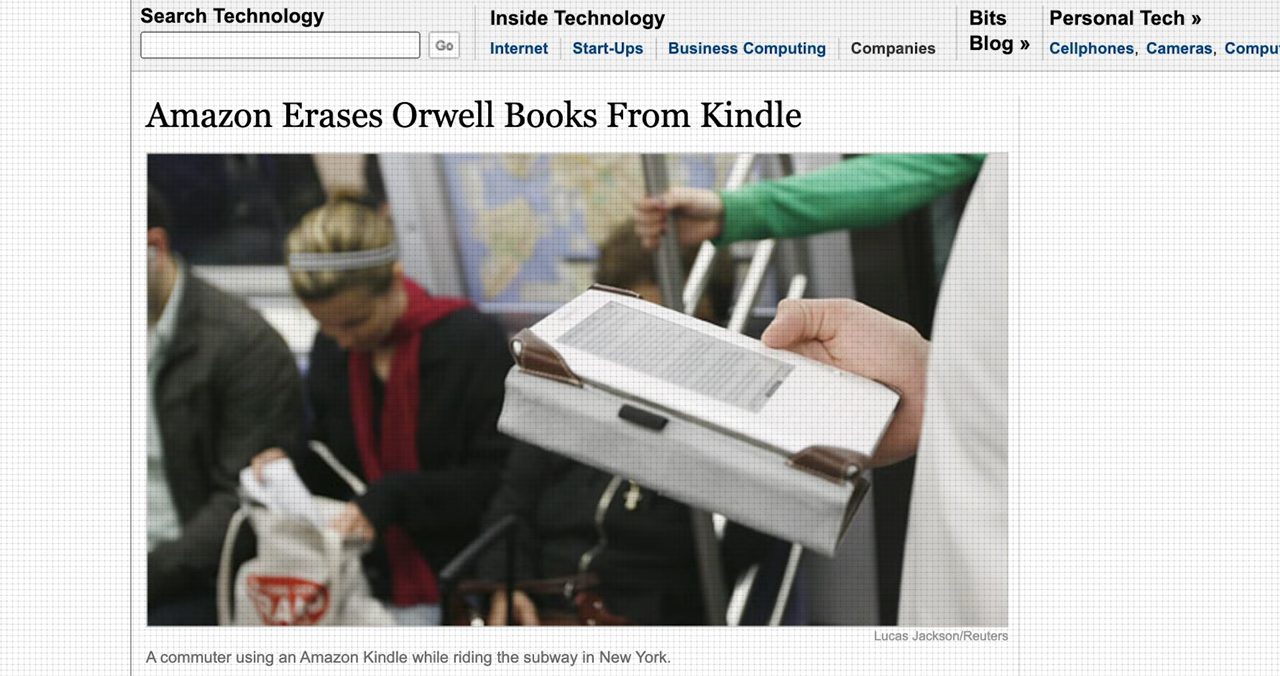 Search Technology
Go
Inside Technology
Internet Start-Ups Business Computing Companies
Bits
Blog »
Personal Tech »
Cellphones, Cameras, Compu
Amazon Erases Orwell Books From Kindle
Lucas Jackson/Reuters
A commuter using an Amazon Kindle while riding the subway in New York.